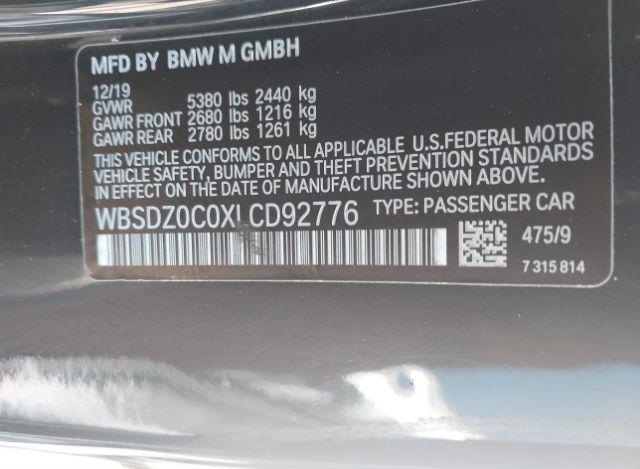 MFD BY BMW M GMBH
12/19
GVWR 5380 lbs 2440 kg
GAWR FRONT 2680 lbs 1216 kg
GAWR REAR 2780 lbs 1261 kg
THIS VEHICLE CONFORMS TO ALL APPLICABLE U.S.FEDERAL MOTOR
VEHICLE SAFETY, BUMPER AND THEFT PREVENTION STANDARDS
IN EFFECT ON THE DATE OF MANUFACTURE SHOWN ABOVE.
WBSDZ0C0XLCD92776 TYPE: PASSENGER CAR
475/9
7 315 814